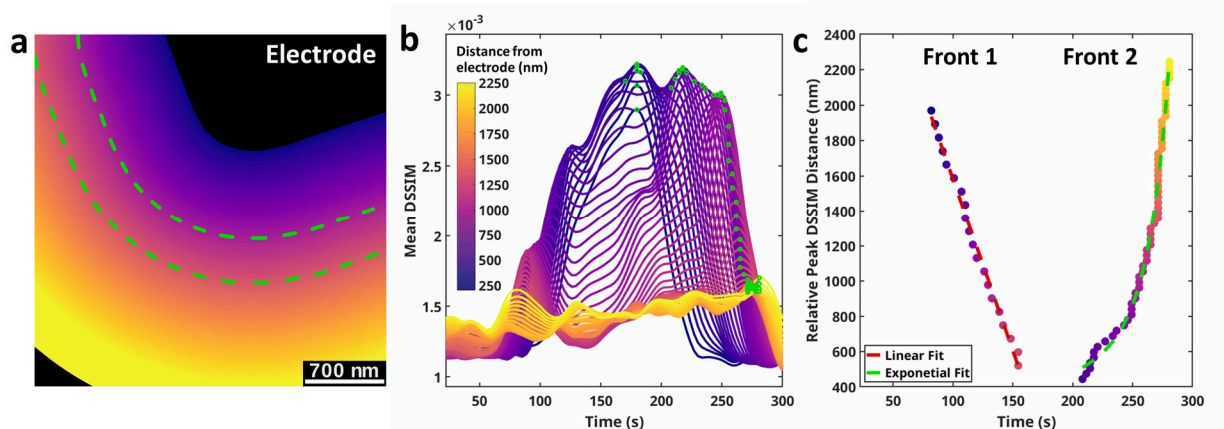 a
Electrode
700 nm
b
×10⁻³
Distance from
electrode (nm)
2250
2000
1750
1500
1250
1000
750
500
250
3
2.5
2
1.5
1
Mean DSSIM
50
100
150
200
250
300
Time (s)
c
Front 1
Front 2
2400
2200
2000
1800
1600
1400
1200
1000
800
600
400
Relative Peak DSSIM Distance (nm)
Linear Fit
Exponetial Fit
50
100
150
200
250
300
Time (s)